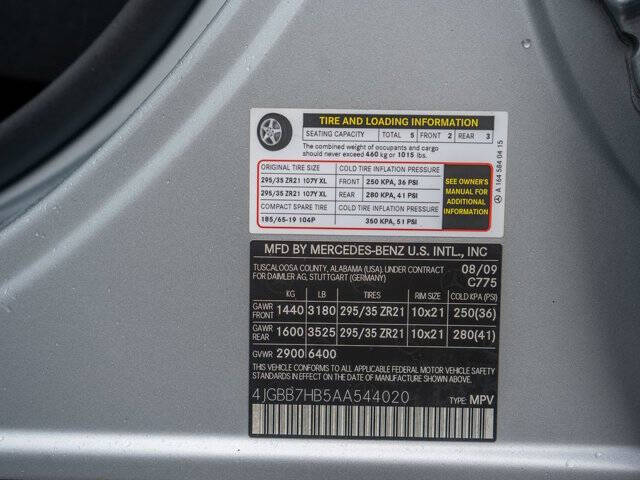 TIRE AND LOADING INFORMATION
SEATING CAPACITY TOTAL 5 FRONT 2 REAR 3
The combined weight of occupants and cargo
should never exceed 460 kg or 1015 lbs.
ORIGINAL TIRE SIZE COLD TIRE INFLATION PRESSURE
295/35 ZR21 107Y XL FRONT 250 KPA, 36 PSI
295/35 ZR21 107Y XL REAR 280 KPA, 41 PSI
COMPACT SPARE TIRE COLD TIRE INFLATION PRESSURE
185/65-19 104P 350 KPA, 51 PSI
SEE OWNER'S
MANUAL FOR
ADDITIONAL
INFORMATION
A 164 584 04 15
MFD BY MERCEDES-BENZ U.S. INTL., INC
TUSCALOOSA COUNTY, ALABAMA (USA). UNDER CONTRACT 08/09
FOR DAIMLER AG, STUTTGART (GERMANY) C775
KG LB TIRES RIM SIZE COLD KPA (PSI)
GAWR
FRONT 1440 3180 295/35 ZR21 10x21 250(36)
GAWR
REAR 1600 3525 295/35 ZR21 10x21 280(41)
GVWR 2900 6400
THIS VEHICLE CONFORMS TO ALL APPLICABLE FEDERAL MOTOR VEHICLE SAFETY
STANDARDS IN EFFECT ON THE DATE OF MANUFACTURE SHOWN ABOVE.
4JGBB7HB5AA544020 TYPE: MPV